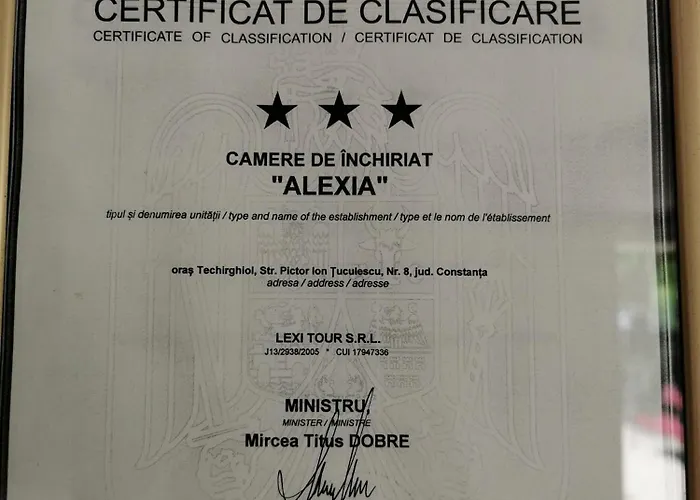 CERTIFICAT DE CLASIFICARE
CERTIFICATE OF CLASSIFICATION / CERTIFICAT DE CLASSIFICATION
CAMERE DE ÎNCHIRIAT
"ALEXIA"
tipul și denumirea unității / type and name of the establishment / type et le nom de l'établissement
oraș Techirghiol, Str. Pictor Ion Țuculescu, Nr. 8, jud. Constanța
adresa / address / adresse
LEXI TOUR S.R.L.
J13/2938/2005 * CUI 17947336
MINISTRU,
MINISTER / MINISTRE
Mircea Titus DOBRE